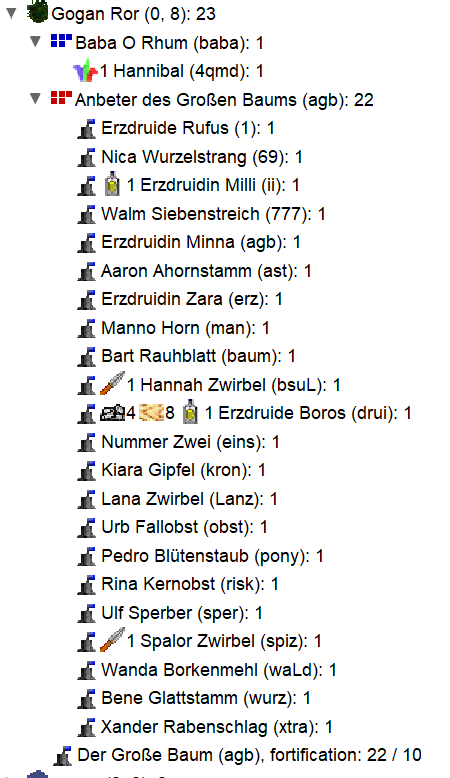 Gogan Ror (0, 8): 23
Baba O Rhum (baba): 1
1 Hannibal (4qmd): 1
Anbeter des Großen Baums (agb): 22
Erzdruide Rufus (1): 1
Nica Wurzelstrang (69): 1
1 Erzdruidin Milli (ii): 1
Walm Siebenstreich (777): 1
Erzdruidin Minna (agb): 1
Aaron Ahornstamm (ast): 1
Erzdruidin Zara (erz): 1
Manno Horn (man): 1
Bart Rauhblatt (baum): 1
1 Hannah Zwirbel (bsuL): 1
4 8 1 Erzdruide Boros (drui): 1
Nummer Zwei (eins): 1
Kiara Gipfel (kron): 1
Lana Zwirbel (Lanz): 1
Urb Fallobst (obst): 1
Pedro Blütenstaub (pony): 1
Rina Kernobst (risk): 1
Ulf Sperber (sper): 1
1 Spalor Zwirbel (spiz): 1
Wanda Borkenmehl (waLd): 1
Bene Glattstamm (wurz): 1
Xander Rabenschlag (xtra): 1
Der Große Baum (agb), fortification: 22 / 10